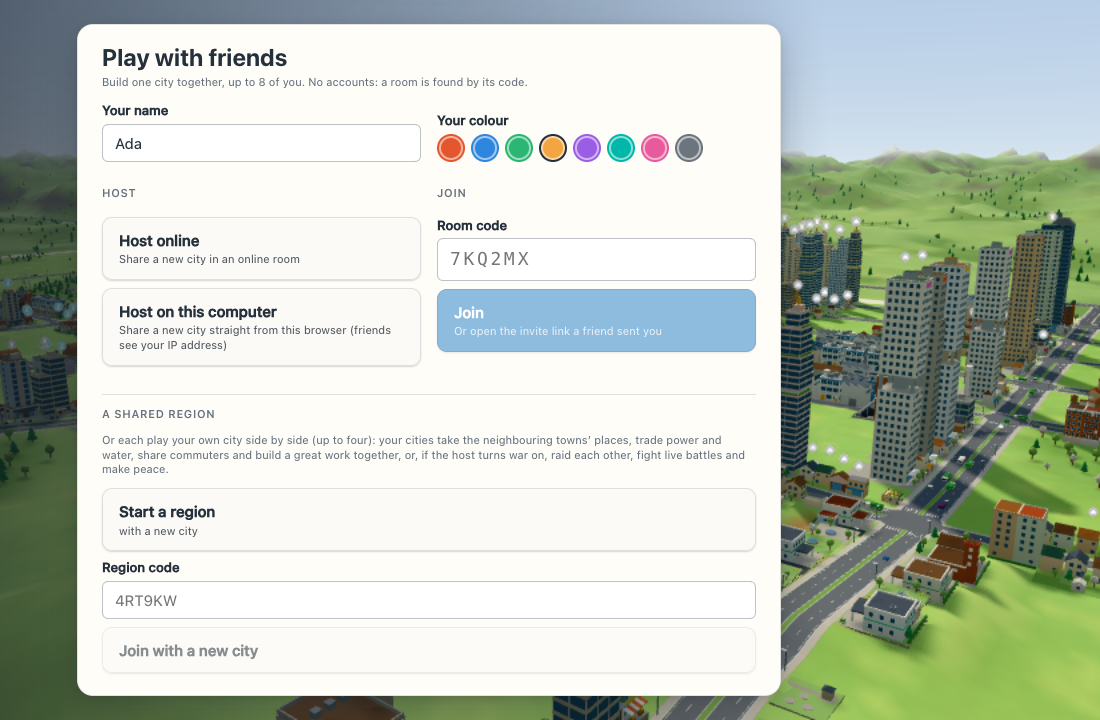 Play with friends
Build one city together, up to 8 of you. No accounts: a room is found by its code.
Your name
Ada
Your colour
HOST
Host online
Share a new city in an online room
Host on this computer
Share a new city straight from this browser (friends
see your IP address)
JOIN
Room code
7KQ2MX
Join
Or open the invite link a friend sent you
A SHARED REGION
Or each play your own city side by side (up to four): your cities take the neighbouring towns’ places, trade power and
water, share commuters and build a great work together, or, if the host turns war on, raid each other, fight live battles and
make peace.
Start a region
with a new city
Region code
4RT9KW
Join with a new city